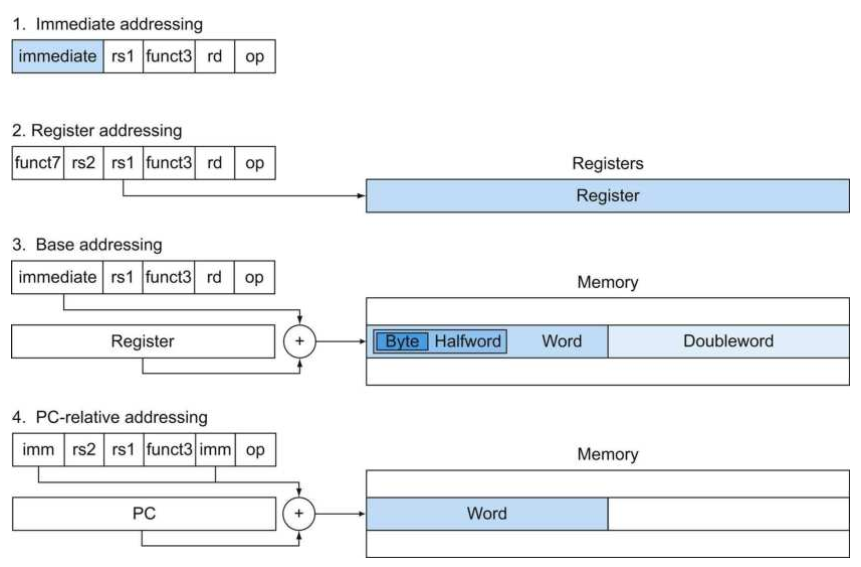 1. Immediate addressing
immediate rs1 funct3 rd op
2. Register addressing
funct7 rs2 rs1 funct3 rd op
Registers
Register
3. Base addressing
immediate rs1 funct3 rd op
Memory
Register
+
Byte Halfword Word Doubleword
4. PC-relative addressing
imm rs2 rs1 funct3 imm op
Memory
PC
+
Word